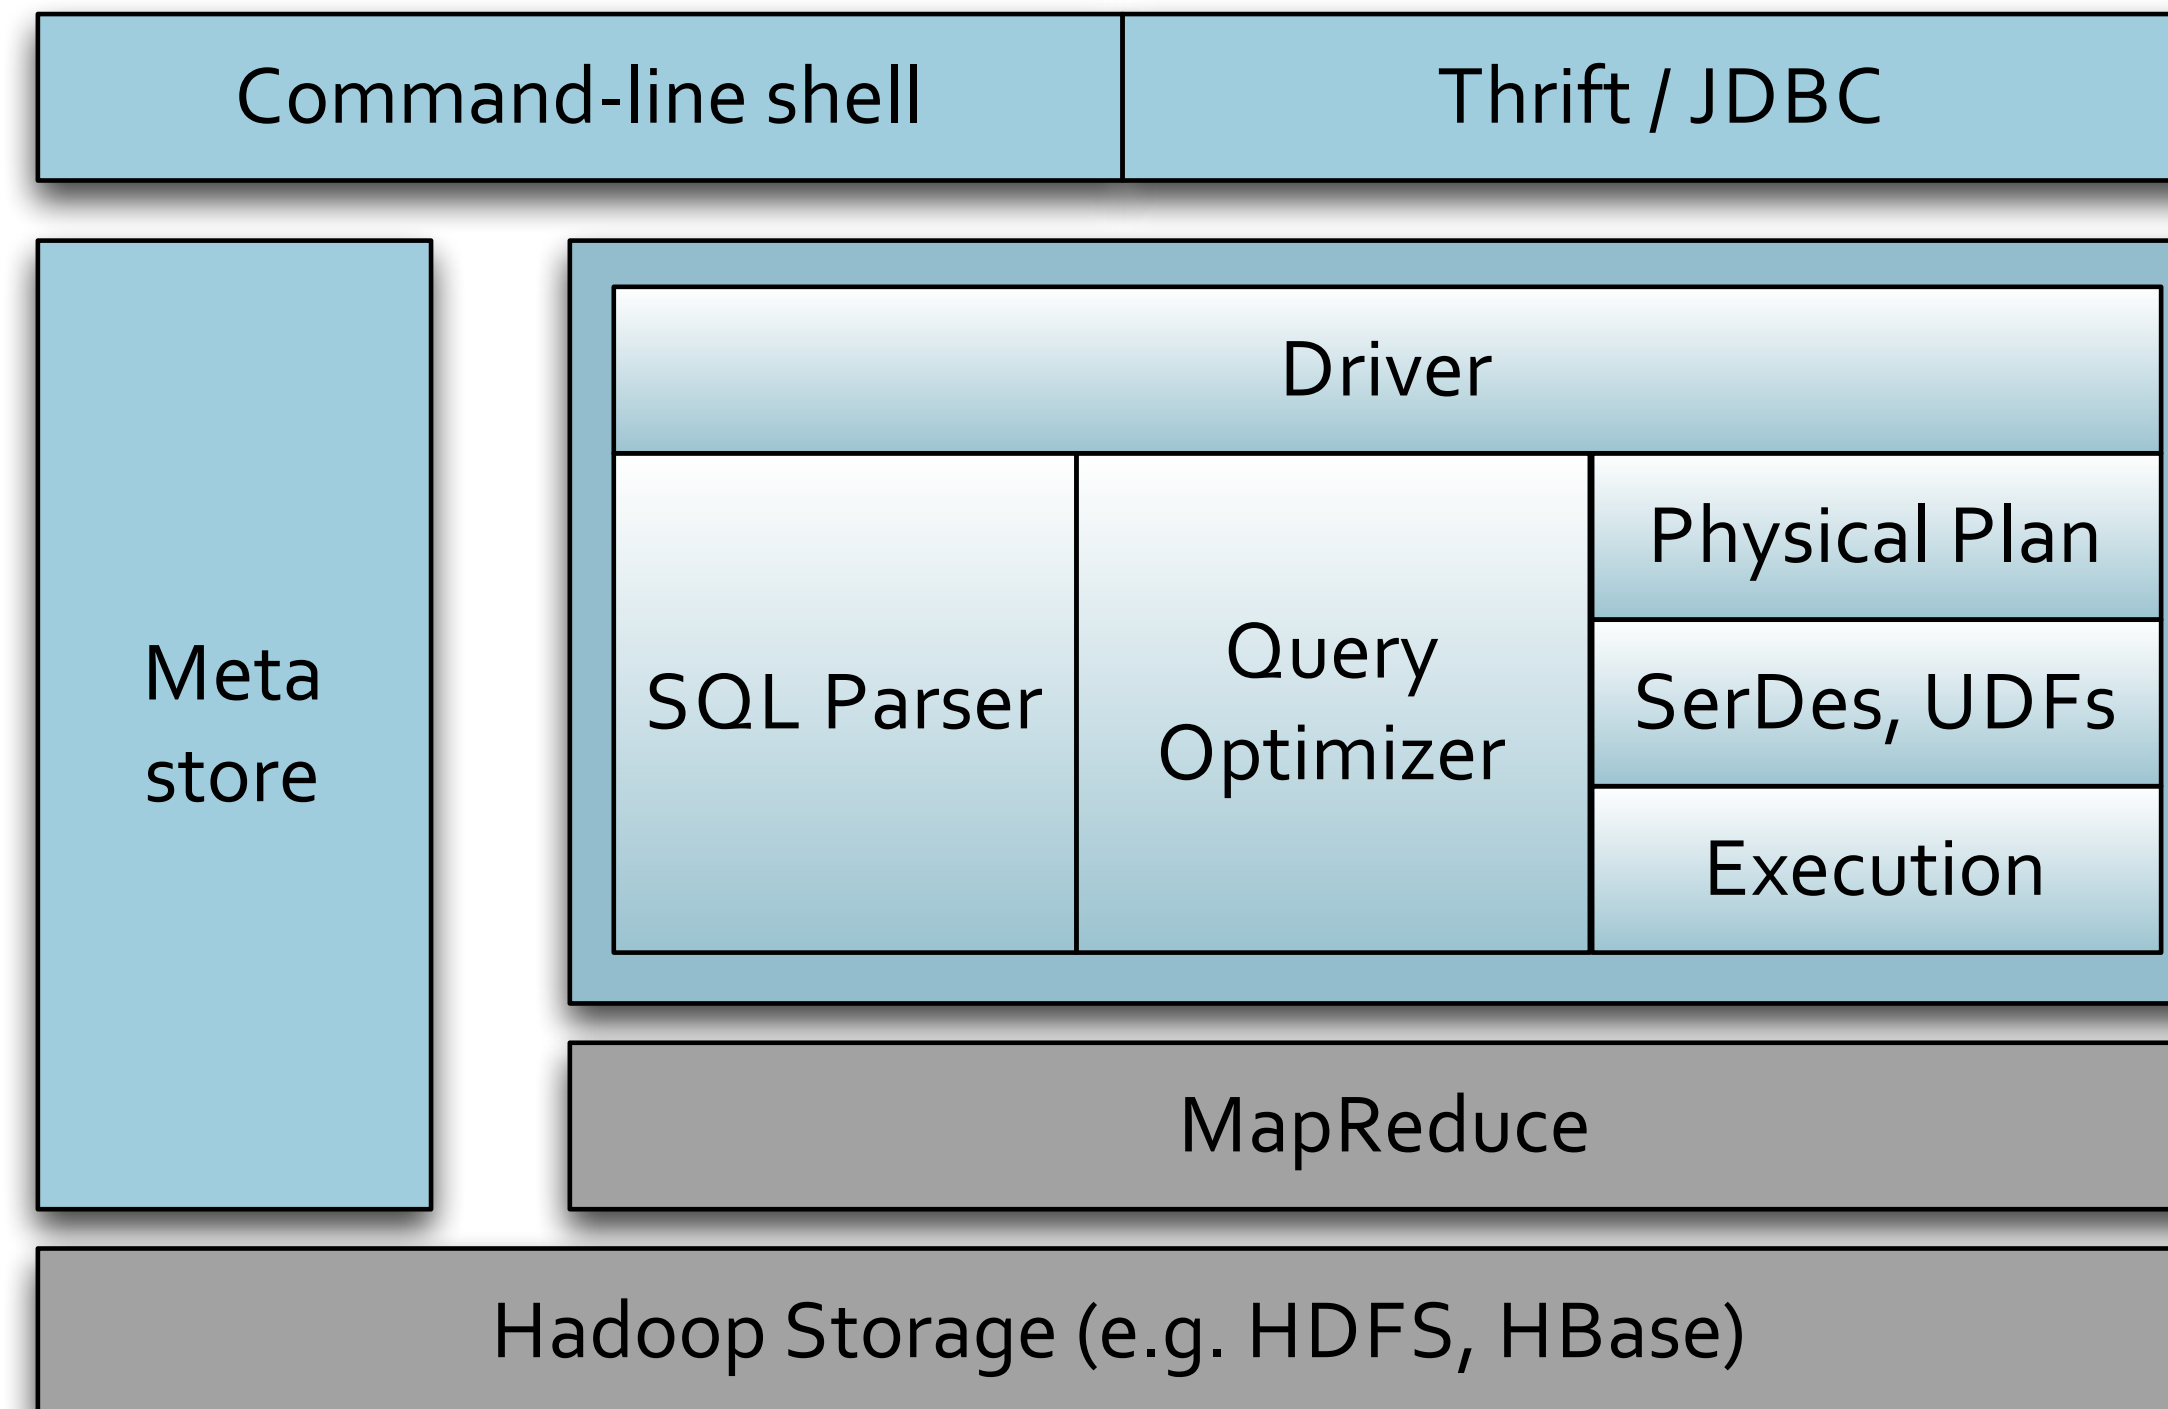 Command-line shell
Thrift / JDBC
Meta
store
Driver
SQL Parser
Query
Optimizer
Physical Plan
SerDes, UDFs
Execution
MapReduce
Hadoop Storage (e.g. HDFS, HBase)